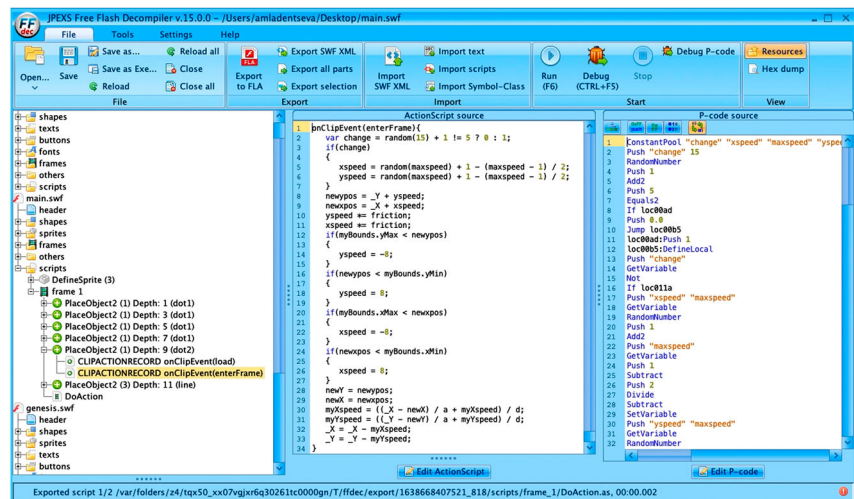 JPEXS Free Flash Decompiler v.15.0.0 - /Users/amladentseva/Desktop/main.swf
FF
dec
File Tools Settings Help
Open...
Save
Save as...
Save as Exe...
Reload
Reload all
Close
Close all
File
FLA
Export
to FLA
Export SWF XML
Export all parts
Export selection
Export
Import
SWF XML
Import text
Import scripts
Import Symbol-Class
Import
Run
(F6)
Debug
(CTRL+F5)
Stop
Debug P-code
Start
Resources
Hex dump
View
shapes
texts
buttons
fonts
frames
others
scripts
main.swf
header
shapes
sprites
frames
others
scripts
DefineSprite (3)
frame 1
PlaceObject2 (1) Depth: 1 (dot1)
PlaceObject2 (1) Depth: 3 (dot1)
PlaceObject2 (1) Depth: 5 (dot1)
PlaceObject2 (1) Depth: 7 (dot1)
PlaceObject2 (1) Depth: 9 (dot2)
CLIPACTIONRECORD onClipEvent(load)
CLIPACTIONRECORD onClipEvent(enterFrame)
PlaceObject2 (3) Depth: 11 (line)
DoAction
genesis.swf
header
shapes
sprites
texts
buttons
ActionScript source
1 onClipEvent(enterFrame){
2 var change = random(15) + 1 != 5 ? 0 : 1;
3 if(change)
4 {
5 xspeed = random(maxspeed) + 1 - (maxspeed - 1) / 2;
6 yspeed = random(maxspeed) + 1 - (maxspeed - 1) / 2;
7 }
8 newypos = _Y + yspeed;
9 newxpos = _X + xspeed;
10 yspeed *= friction;
11 xspeed *= friction;
12 if(myBounds.yMax < newypos)
13 {
14 yspeed = -8;
15 }
16 if(newypos < myBounds.yMin)
17 {
18 yspeed = 8;
19 }
20 if(myBounds.xMax < newxpos)
21 {
22 xspeed = -8;
23 }
24 if(newxpos < myBounds.xMin)
25 {
26 xspeed = 8;
27 }
28 newY = newypos;
29 newX = newxpos;
30 myXspeed = ((_X - newX) / a + myXspeed) / d;
31 myYspeed = ((_Y - newY) / a + myYspeed) / d;
32 _X = _X - myXspeed;
33 _Y = _Y - myYspeed;
34 }
Edit ActionScript
P-code source
1 ConstantPool "change" "xspeed" "maxspeed" "yspee
2 Push "change" 15
3 RandomNumber
4 Push 1
5 Add2
6 Push 5
7 Equals2
8 If loc00ad
9 Push 0.0
10 Jump loc00b5
11 loc00ad:Push 1
12 loc00b5:DefineLocal
13 Push "change"
14 GetVariable
15 Not
16 If loc011a
17 Push "xspeed" "maxspeed"
18 GetVariable
19 RandomNumber
20 Push 1
21 Add2
22 Push "maxspeed"
23 GetVariable
24 Push 1
25 Subtract
26 Push 2
27 Divide
28 Subtract
29 SetVariable
30 Push "yspeed" "maxspeed"
31 GetVariable
32 RandomNumber
Edit P-code
Exported script 1/2 /var/folders/z4/tqx50_xx07vgjxr6q30261tc0000gn/T/ffdec/export/1638668407521_818/scripts/frame_1/DoAction.as, 00:00.002